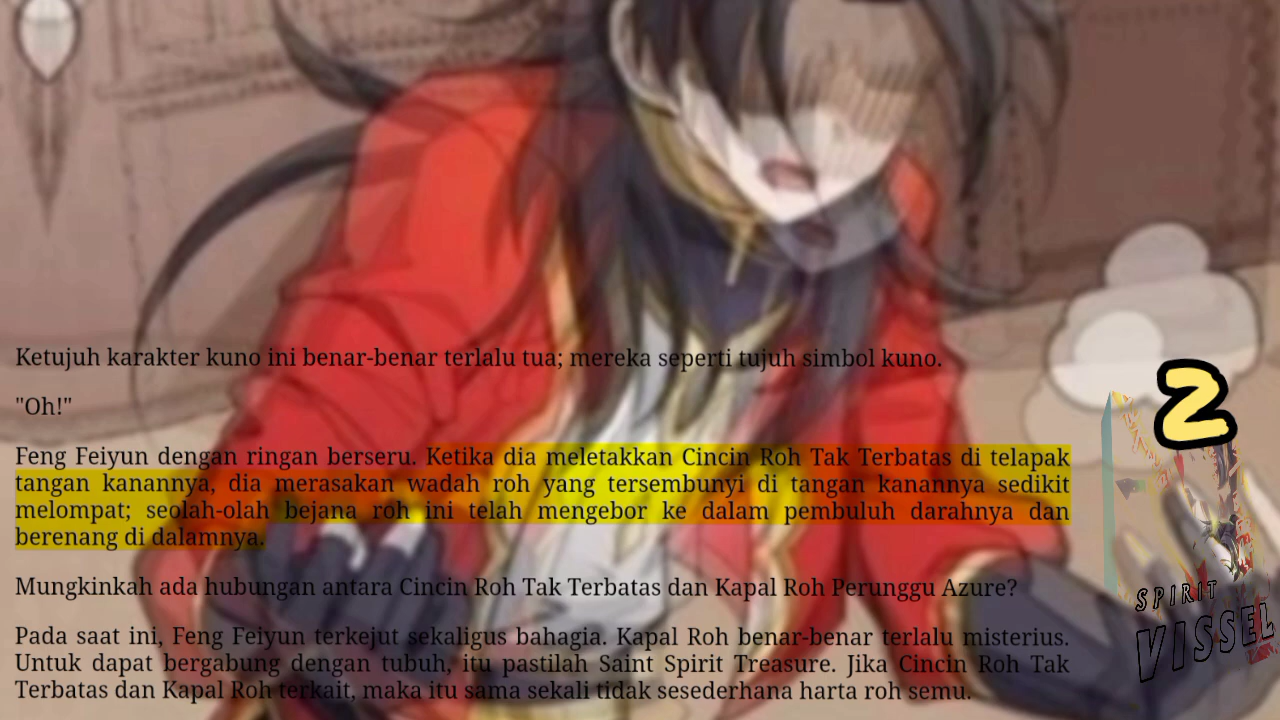 Ketujuh karakter kuno ini benar-benar terlalu tua; mereka seperti tujuh simbol kuno.
"Oh!"
Feng Feiyun dengan ringan berseru. Ketika dia meletakkan Cincin Roh Tak Terbatas di telapak
tangan kanannya, dia merasakan wadah roh yang tersembunyi di tangan kanannya sedikit
melompat; seolah-olah bejana roh ini telah mengebor ke dalam pembuluh darahnya dan
berenang di dalamnya.
Mungkinkah ada hubungan antara Cincin Roh Tak Terbatas dan Kapal Roh Perunggu Azure?
Pada saat ini, Feng Feiyun terkejut sekaligus bahagia. Kapal Roh benar-benar terlalu misterius.
Untuk dapat bergabung dengan tubuh, itu pastilah Saint Spirit Treasure. Jika Cincin Roh Tak
Terbatas dan Kapal Roh terkait, maka itu sama sekali tidak sesederhana harta roh semu.
2
SPIRIT
VISSEL